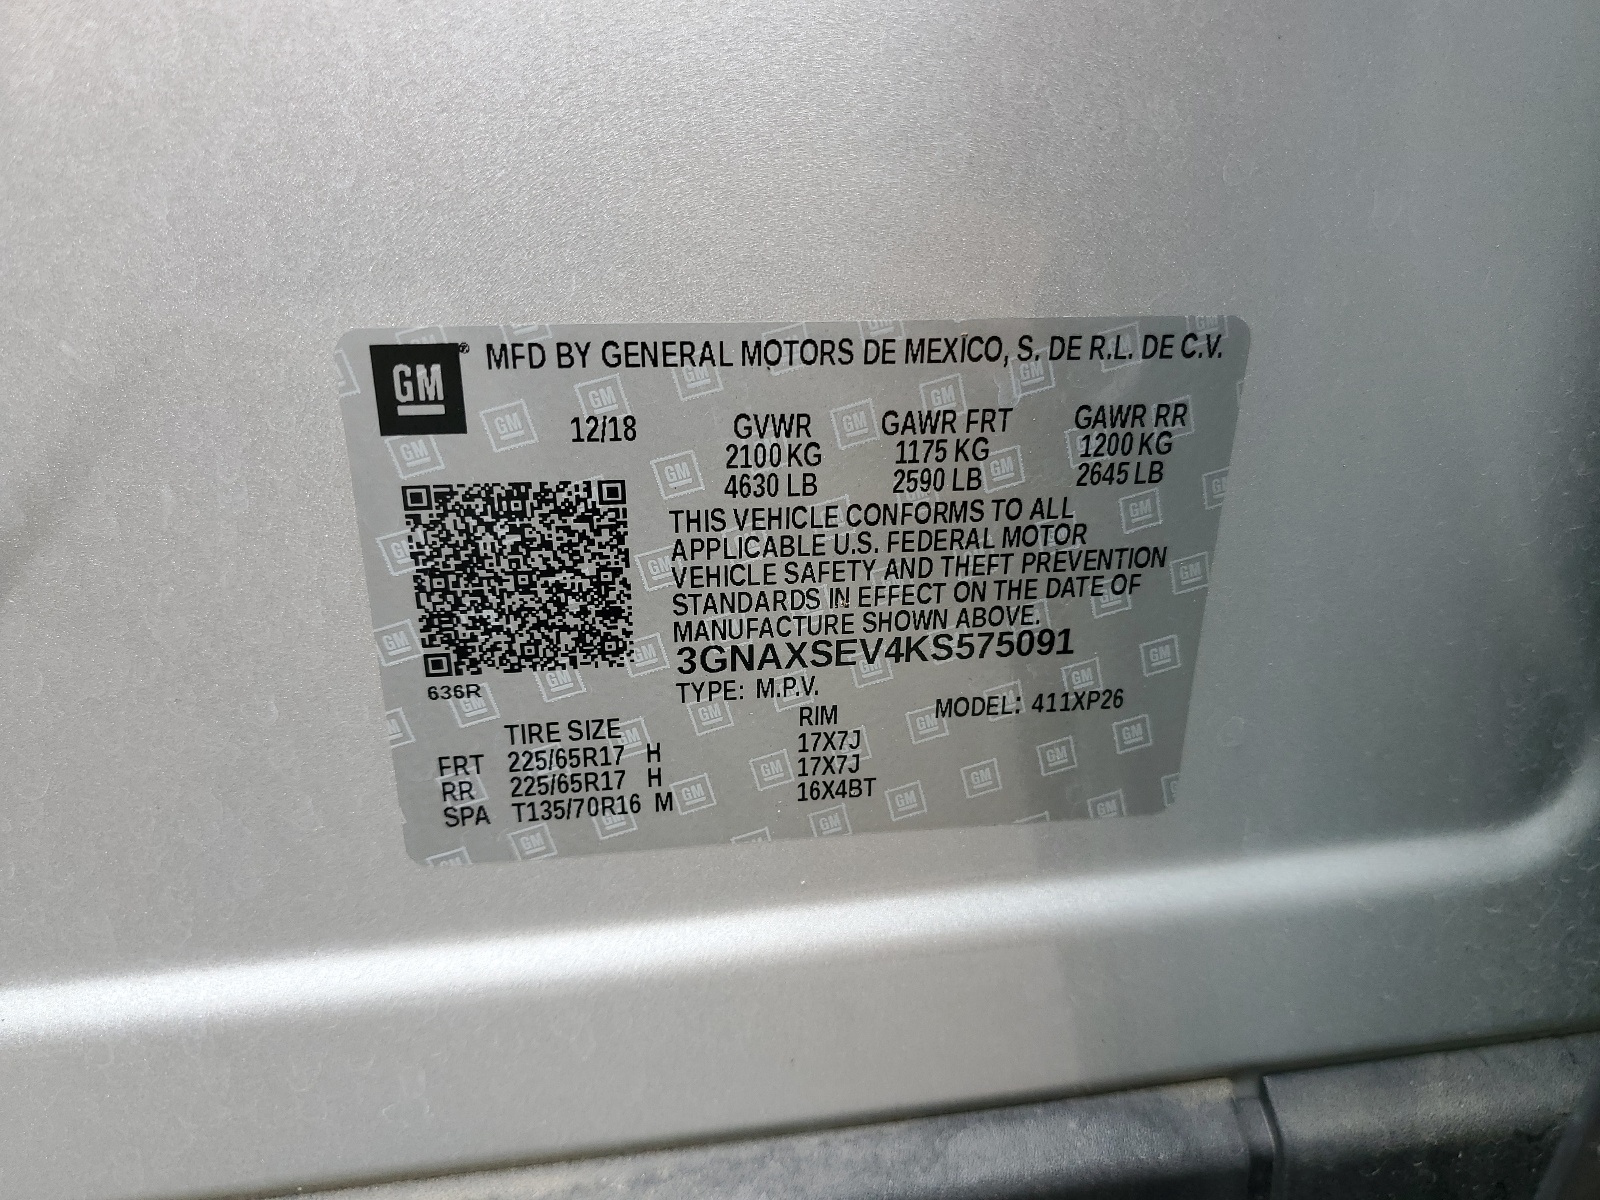 GM
MFD BY GENERAL MOTORS DE MEXICO, S. DE R.L. DE C.V.
12/18 GVWR GAWR FRT GAWR RR
2100 KG 1175 KG 1200 KG
4630 LB 2590 LB 2645 LB
THIS VEHICLE CONFORMS TO ALL
APPLICABLE U.S. FEDERAL MOTOR
VEHICLE SAFETY AND THEFT PREVENTION
STANDARDS IN EFFECT ON THE DATE OF
MANUFACTURE SHOWN ABOVE.
3GNAXSEV4KS575091
636R
TYPE: M.P.V. MODEL: 411XP26
TIRE SIZE RIM
FRT 225/65R17 H 17X7J
RR 225/65R17 H 17X7J
SPA T135/70R16 M 16X4BT